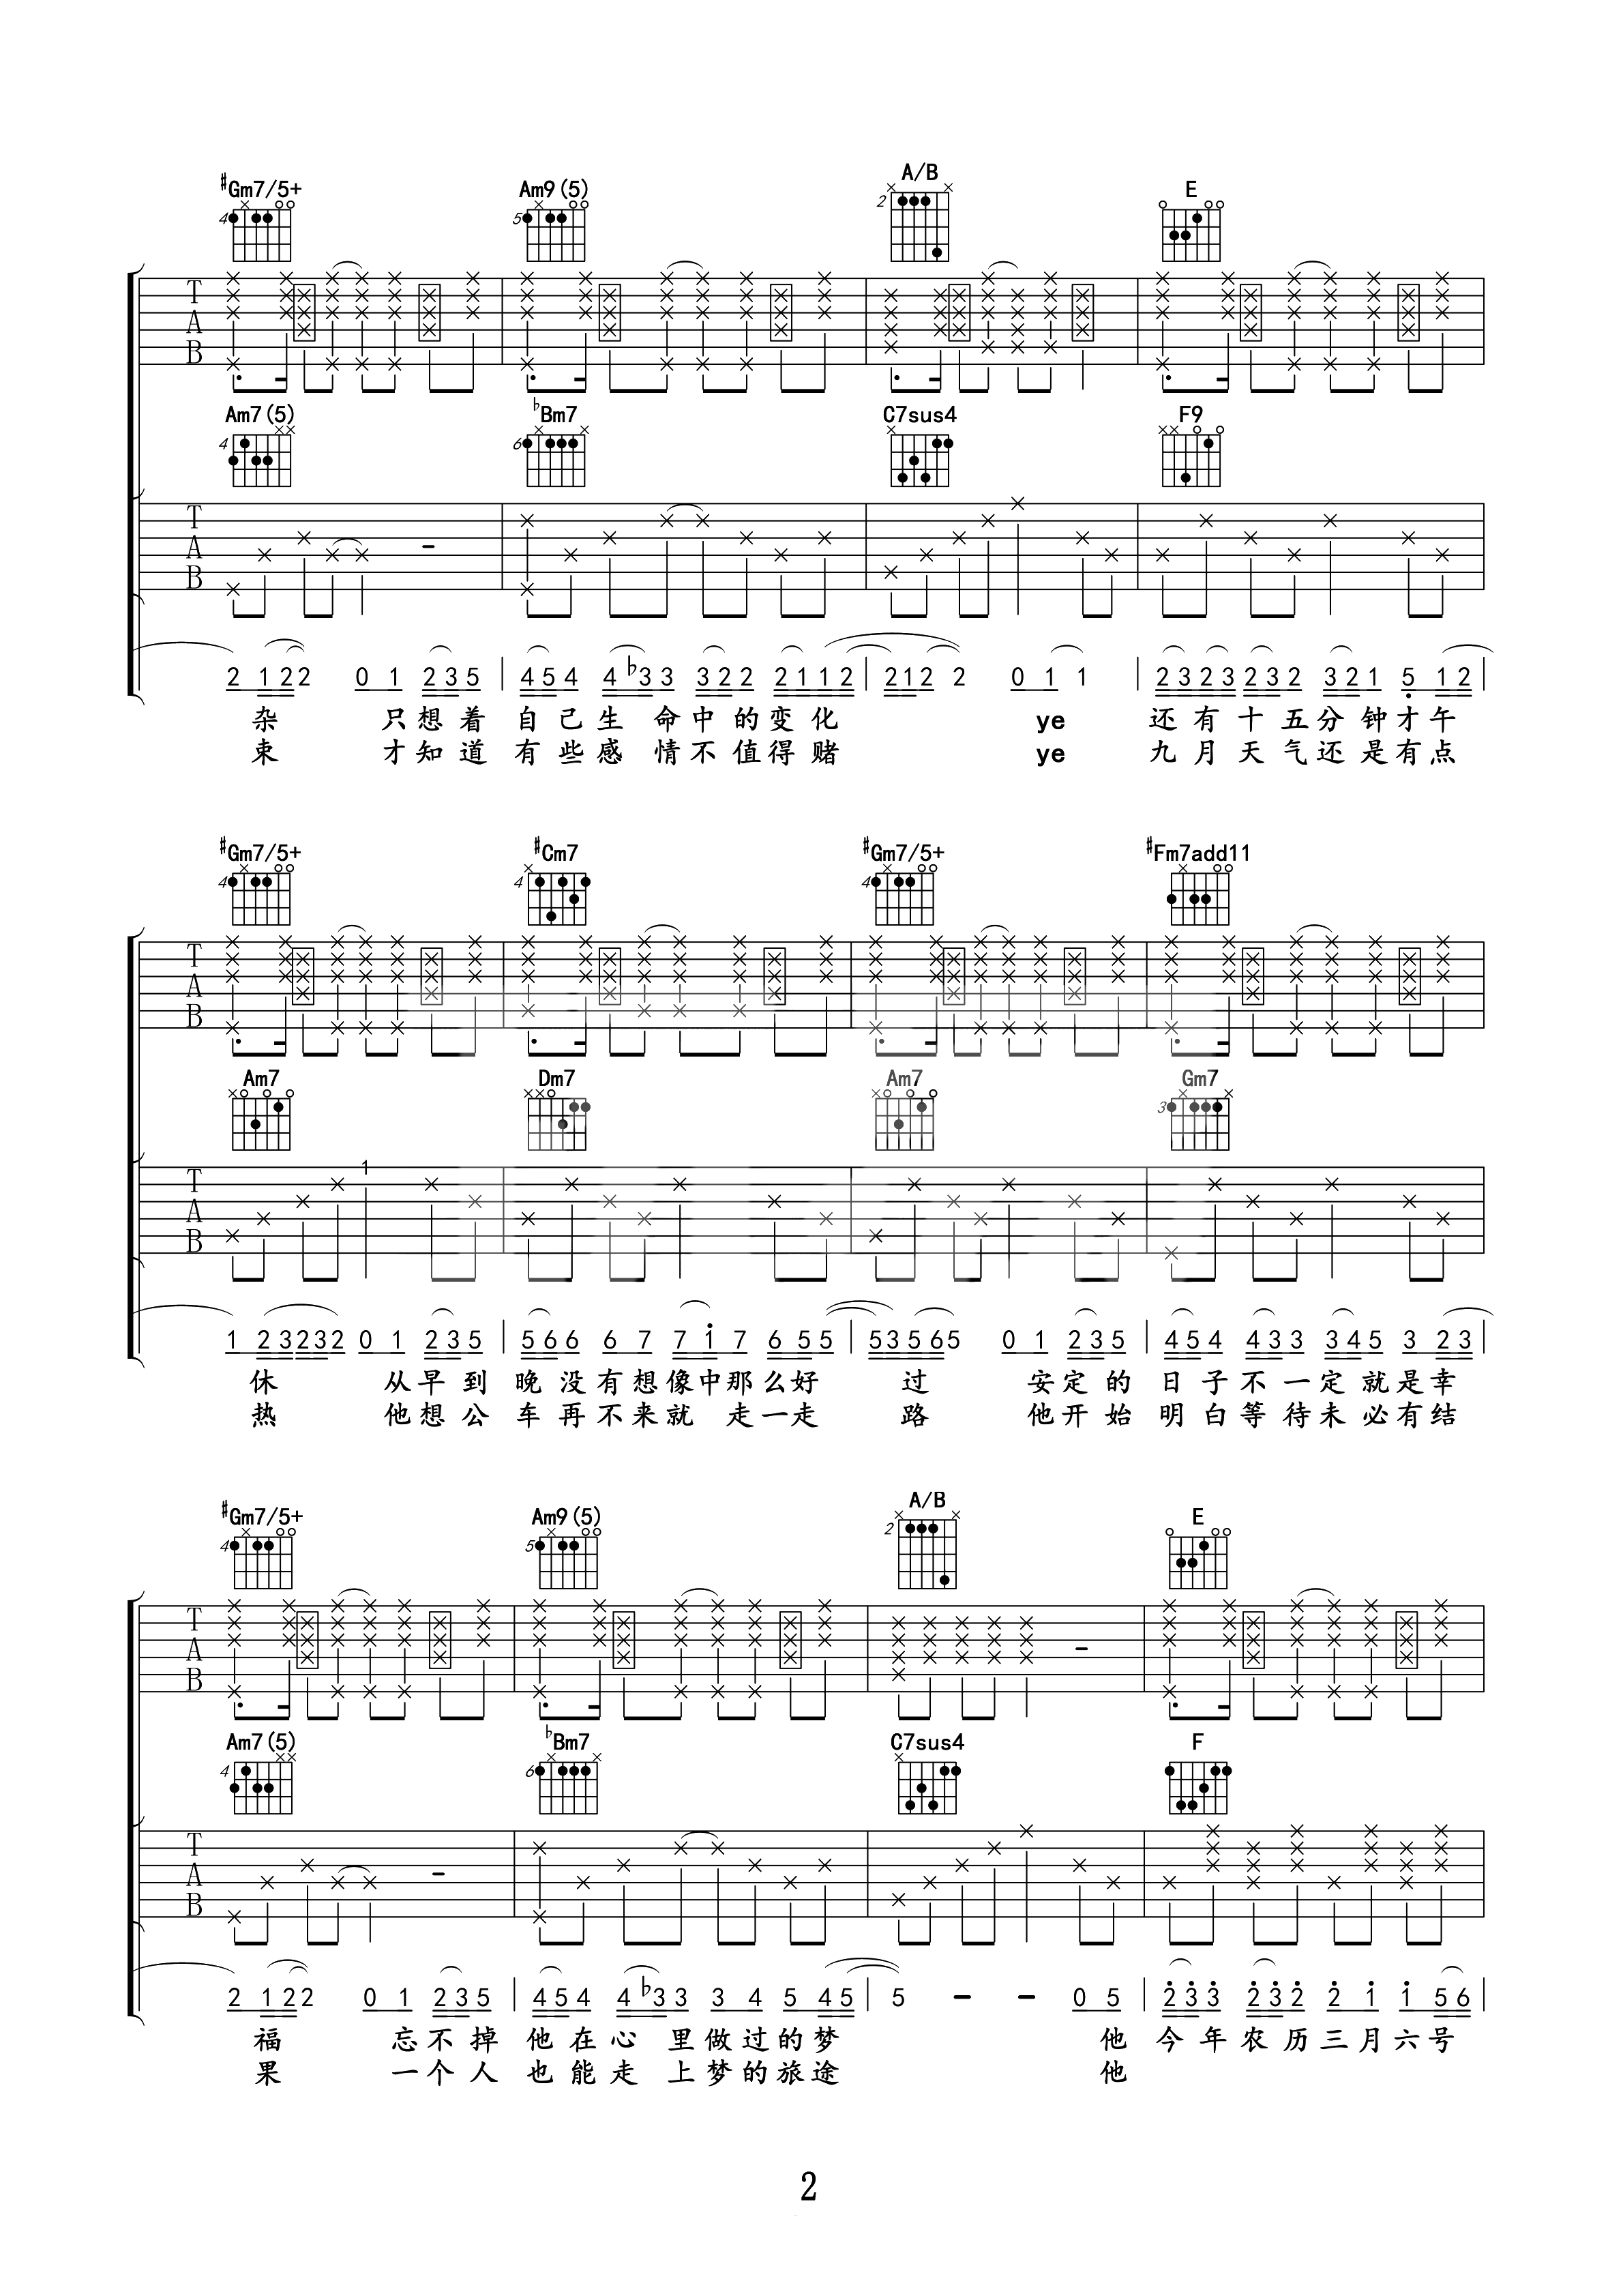 #Gm7/5+ Am9(5) A/B E
4 5 2
T A B
Am7(5) bBm7 C7sus4 F9
4 6
T A B
2 1 2 2 0 1 2 3 5 | 4 5 4 4 b3 3 3 2 2 2 1 1 2 | 2 1 2 2 0 1 1 | 2 3 2 3 2 3 2 3 2 1 5 1 2 |
杂 只想着 自己生命中的变化 ye 还有十五分钟才午
束 才知道 有些感情不值得赌 ye 九月天气还是有点
#Gm7/5+ #Cm7 #Gm7/5+ #Fm7add11
4 4 4
T A B
Am7 Dm7 Am7 Gm7
3
T A B
1
1 2 3 2 3 2 0 1 2 3 5 | 5 6 6 6 7 7 1 7 6 5 5 | 5 3 5 6 5 0 1 2 3 5 | 4 5 4 4 3 3 3 4 5 3 2 3 |
休 从早到 晚没有想像中那么好 过 安定的 日子不一定就是幸
热 他想公 车再不来就走一走 路 他开始 明白等待未必有结
#Gm7/5+ Am9(5) A/B E
4 5 2
T A B
Am7(5) bBm7 C7sus4 F
4 6
T A B
2 1 2 2 0 1 2 3 5 | 4 5 4 4 b3 3 3 4 5 4 5 | 5 - - 0 5 | 2 3 3 2 3 2 2 1 1 5 6 |
福 忘不掉 他在心里做过的梦 他 今年农历三月六号
果 一个人 也能走上梦的旅途 他
2